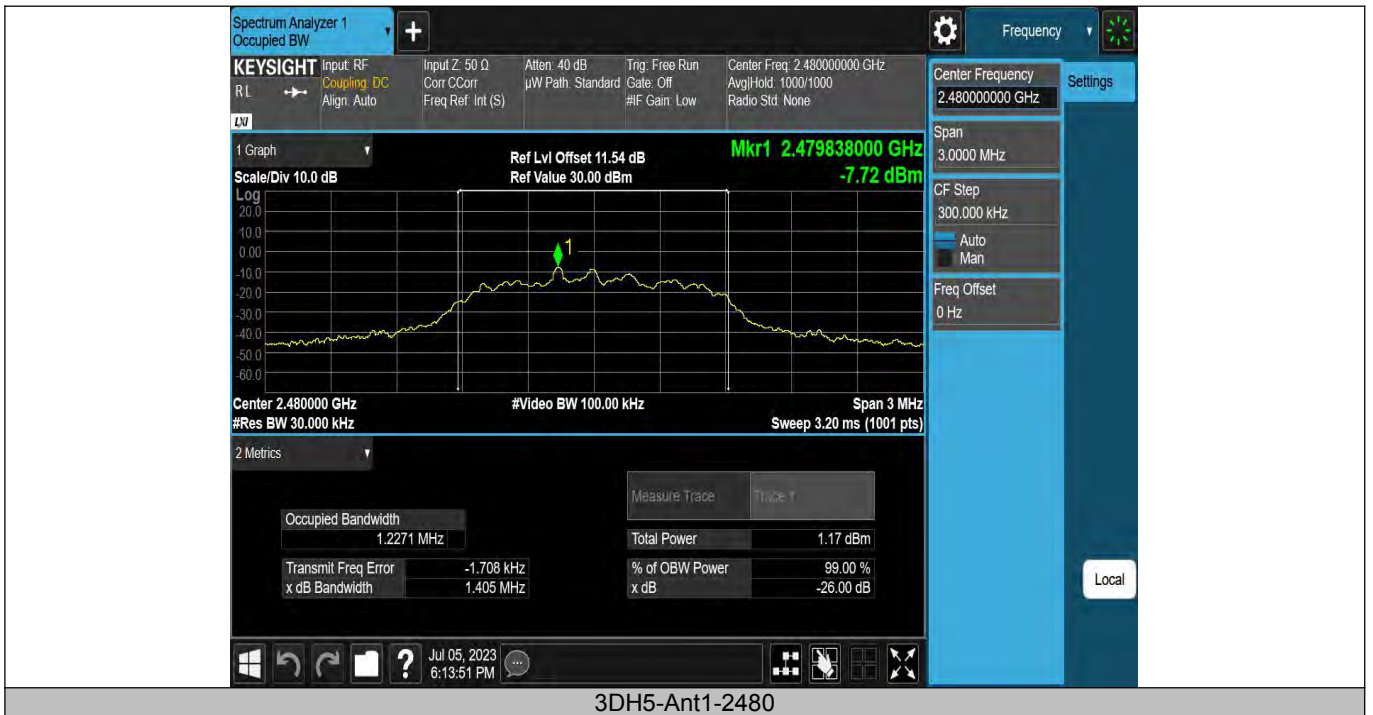 Spectrum Analyzer 1
Occupied BW
+
Frequency
KEYSIGHT
R L
LXI
Input: RF
Coupling: DC
Align: Auto
Input Z: 50 Ω
Corr CCorr
Freq Ref: Int (S)
Atten: 40 dB
µW Path: Standard
Trig: Free Run
Gate: Off
#IF Gain: Low
Center Freq: 2.480000000 GHz
Avg|Hold: 1000/1000
Radio Std: None
Center Frequency
2.480000000 GHz
Settings
Span
3.0000 MHz
CF Step
300.000 kHz
Auto
Man
Freq Offset
0 Hz
Local
1 Graph
Scale/Div 10.0 dB
Ref Lvl Offset 11.54 dB
Ref Value 30.00 dBm
Mkr1 2.479838000 GHz
-7.72 dBm
Log
20.0
10.0
0.00
-10.0
-20.0
-30.0
-40.0
-50.0
-60.0
1
Center 2.480000 GHz
#Res BW 30.000 kHz
#Video BW 100.00 kHz
Span 3 MHz
Sweep 3.20 ms (1001 pts)
2 Metrics
Measure Trace
Trace 1
Occupied Bandwidth
1.2271 MHz
Total Power
1.17 dBm
Transmit Freq Error
-1.708 kHz
% of OBW Power
99.00 %
x dB Bandwidth
1.405 MHz
x dB
-26.00 dB
?
Jul 05, 2023
6:13:51 PM
3DH5-Ant1-2480